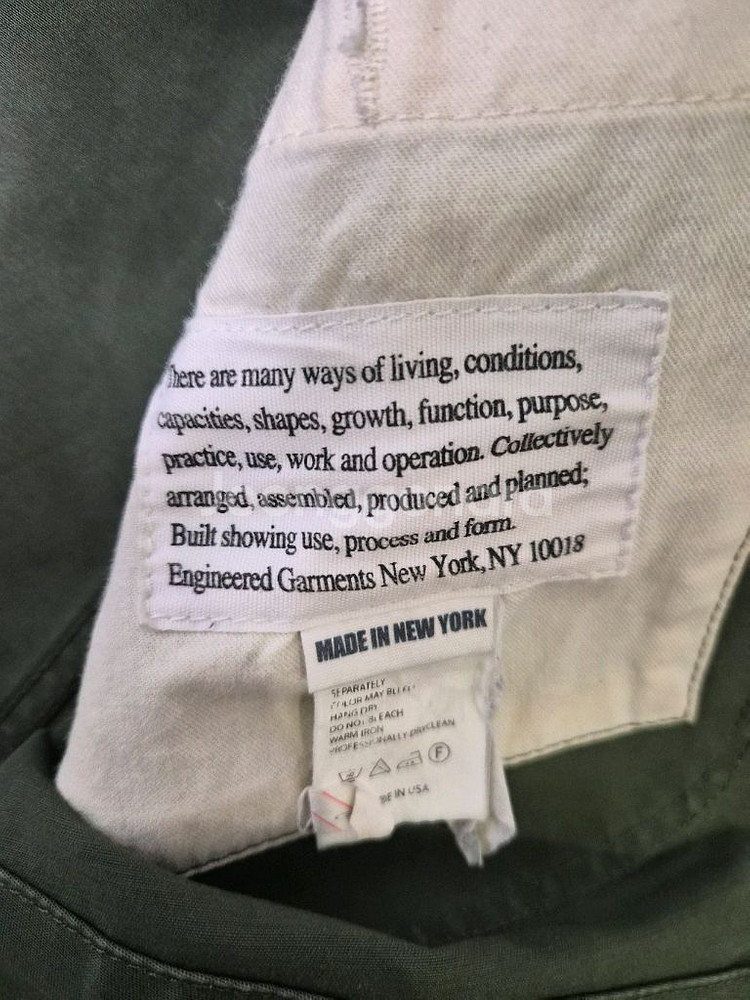 There are many ways of living, conditions,
capacities, shapes, growth, function, purpose,
practice, use, work and operation. Collectively
arranged, assembled, produced and planned;
Built showing use, process and form.
Engineered Garments New York, NY 10018
MADE IN NEW YORK
SEPARATELY
COLOR MAY BLEED
HANG DRY
DO NOT BLEACH
WARM IRON
PROFESSIONALLY DRYCLEAN
F
DE IN USA